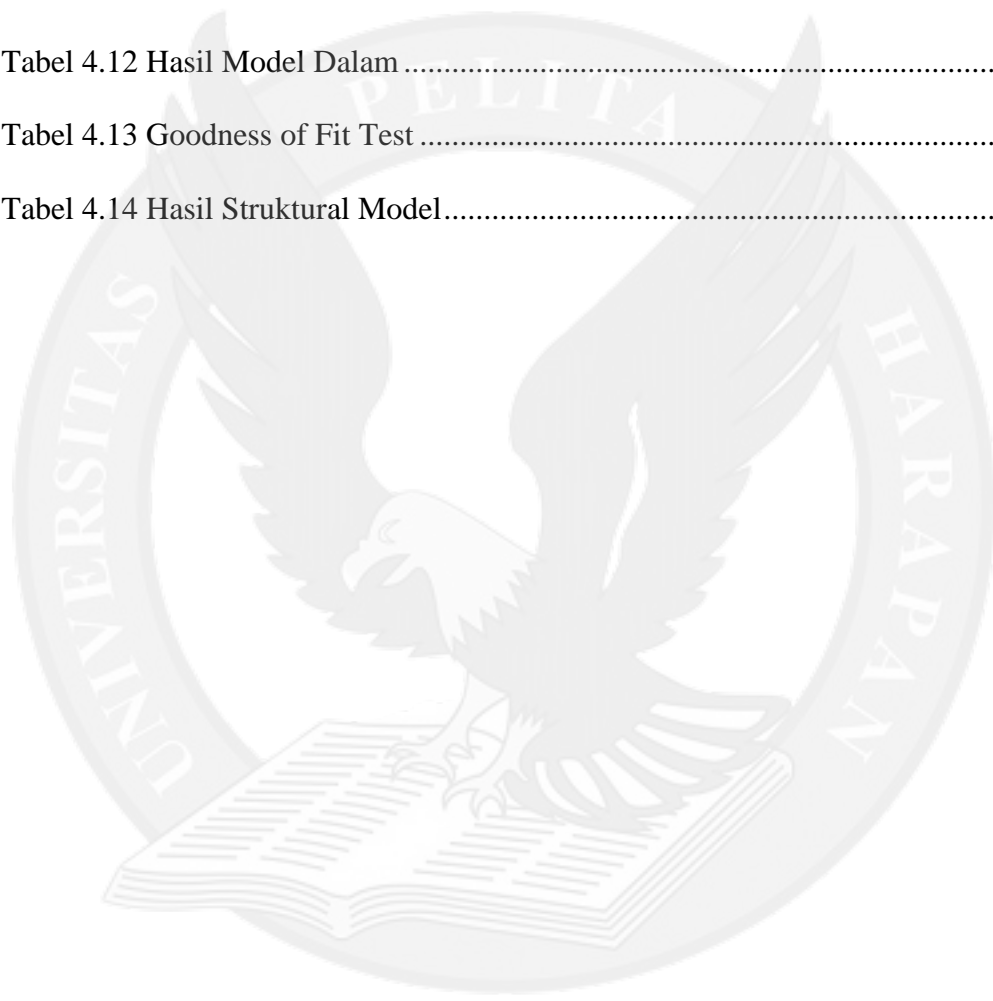 Tabel 4.12 Hasil Model Dalam ..........................................................................
Tabel 4.13 Goodness of Fit Test ........................................................................
Tabel 4.14 Hasil Struktural Model.....................................................................
UNIVERSITAS PELITA HARAPAN